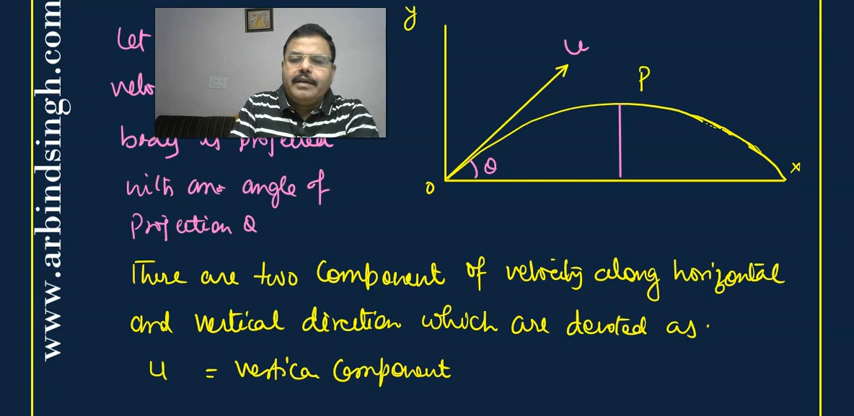 www.arbindsingh.com
Let
velo
body is projected
with an angle of
Projection θ
y
u
P
θ
O
x
There are two Component of velocity along horizontal
and vertical direction which are denoted as.
u = vertical Component